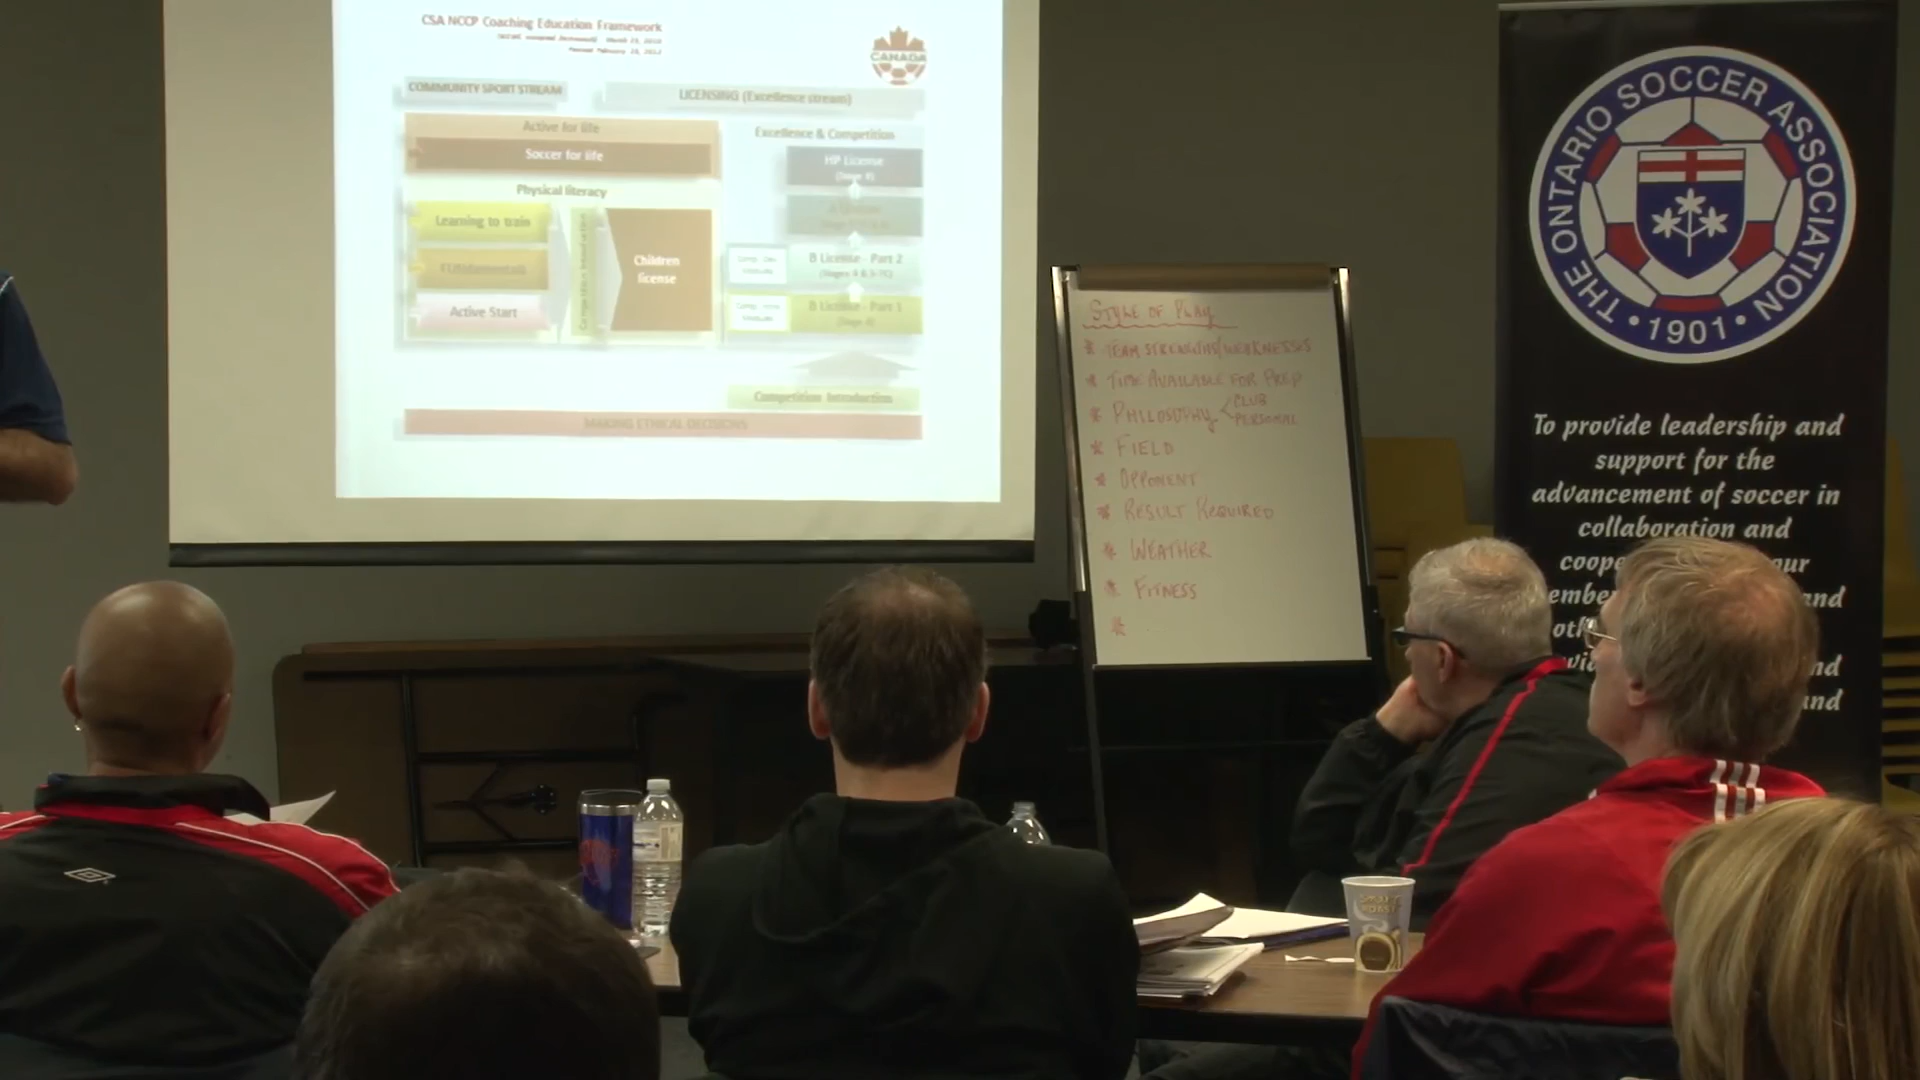 CSA NCCP Coaching Education Framework
CANADA
COMMUNITY SPORT STREAM
LICENSING (Excellence stream)
Active for life
Soccer for life
Physical literacy
Learning to train
FUNdamentals
Active Start
Children
license
Excellence & Competition
HP License
B License - Part 2
B License - Part 1
Competition Introduction
MAKING ETHICAL DECISIONS
STYLE OF PLAY
* TEAM STRENGTHS/WEAKNESSES
* TIME AVAILABLE FOR PREP
* PHILOSOPHY < CLUB
PERSONAL
* FIELD
* OPPONENT
* RESULT REQUIRED
* WEATHER
* FITNESS
*
THE ONTARIO SOCCER ASSOCIATION
• 1901 •
To provide leadership and
support for the
advancement of soccer in
collaboration and